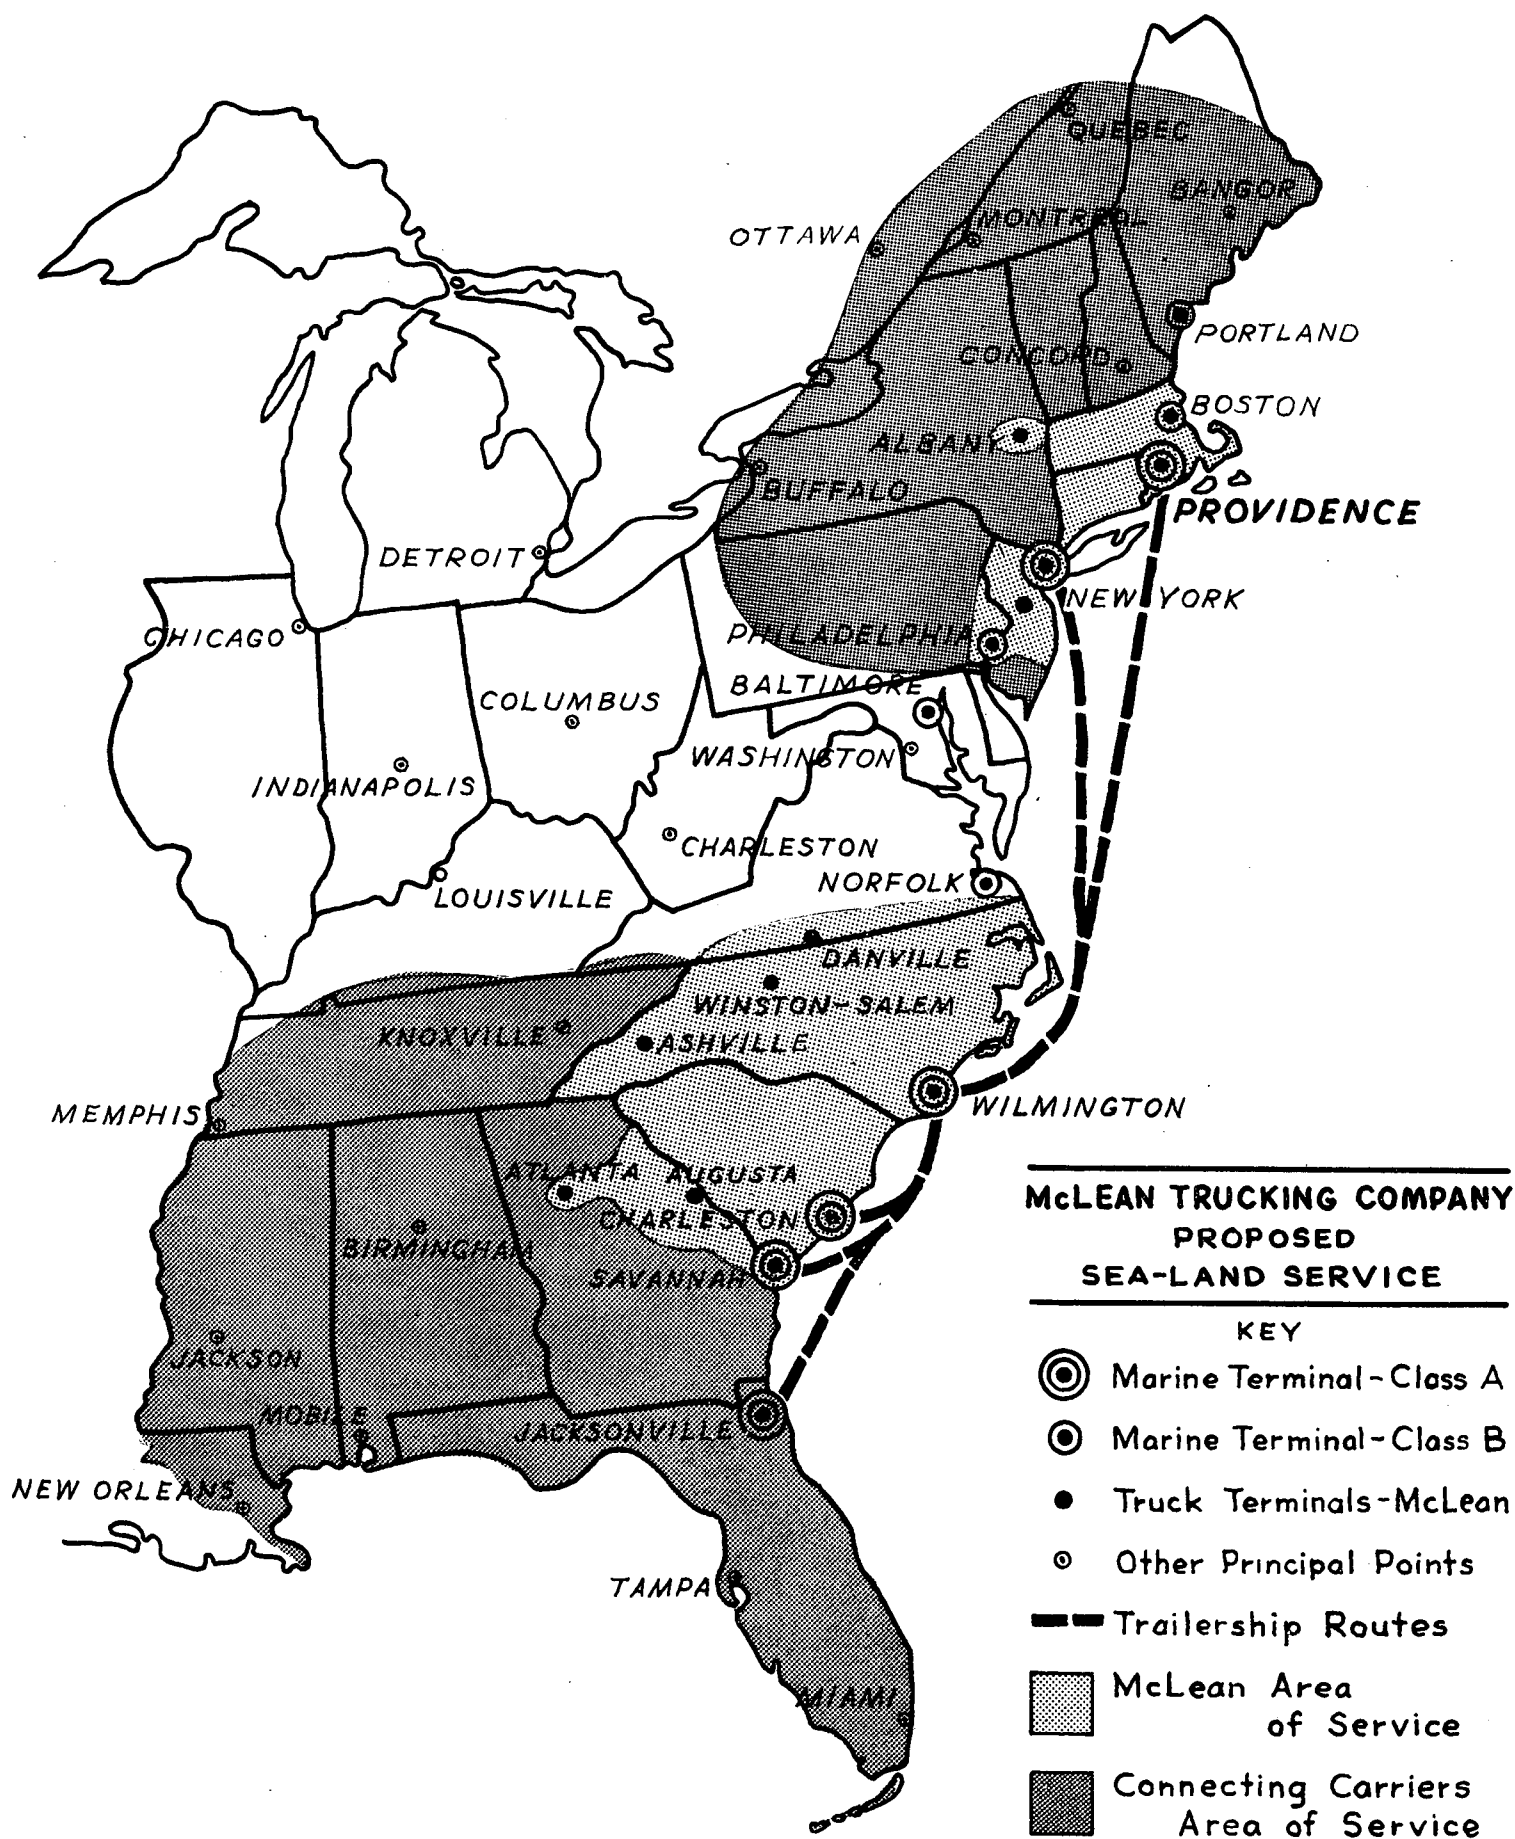 QUEBEC
BANGOR
MONTREAL
OTTAWA
PORTLAND
CONCORD
BOSTON
ALBANY
BUFFALO
PROVIDENCE
DETROIT
NEW YORK
CHICAGO
PHILADELPHIA
BALTIMORE
COLUMBUS
WASHINGTON
INDIANAPOLIS
CHARLESTON
NORFOLK
LOUISVILLE
DANVILLE
WINSTON-SALEM
KNOXVILLE
ASHVILLE
MEMPHIS
WILMINGTON
ATLANTA
AUGUSTA
CHARLESTON
BIRMINGHAM
SAVANNAH
JACKSON
MOBILE
JACKSONVILLE
NEW ORLEANS
TAMPA
MIAMI
McLEAN TRUCKING COMPANY
PROPOSED
SEA-LAND SERVICE
KEY
Marine Terminal-Class A
Marine Terminal-Class B
Truck Terminals-McLean
Other Principal Points
Trailership Routes
McLean Area
of Service
Connecting Carriers
Area of Service